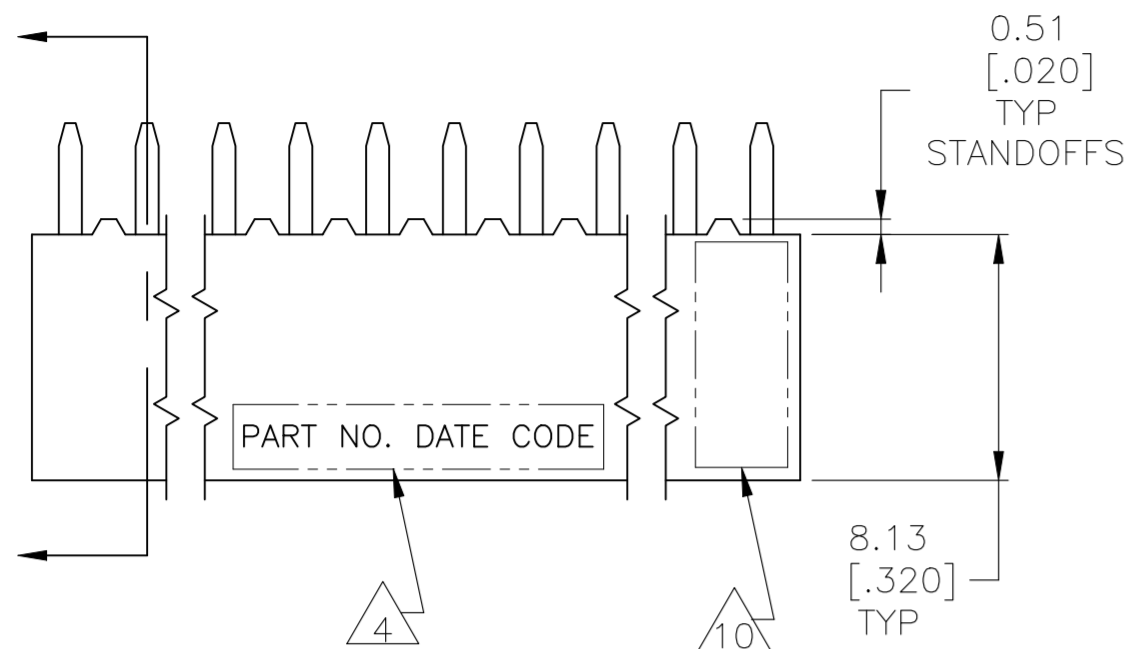 0.51
[.020]
TYP
STANDOFFS
PART NO. DATE CODE
8.13
[.320]
TYP
4
10